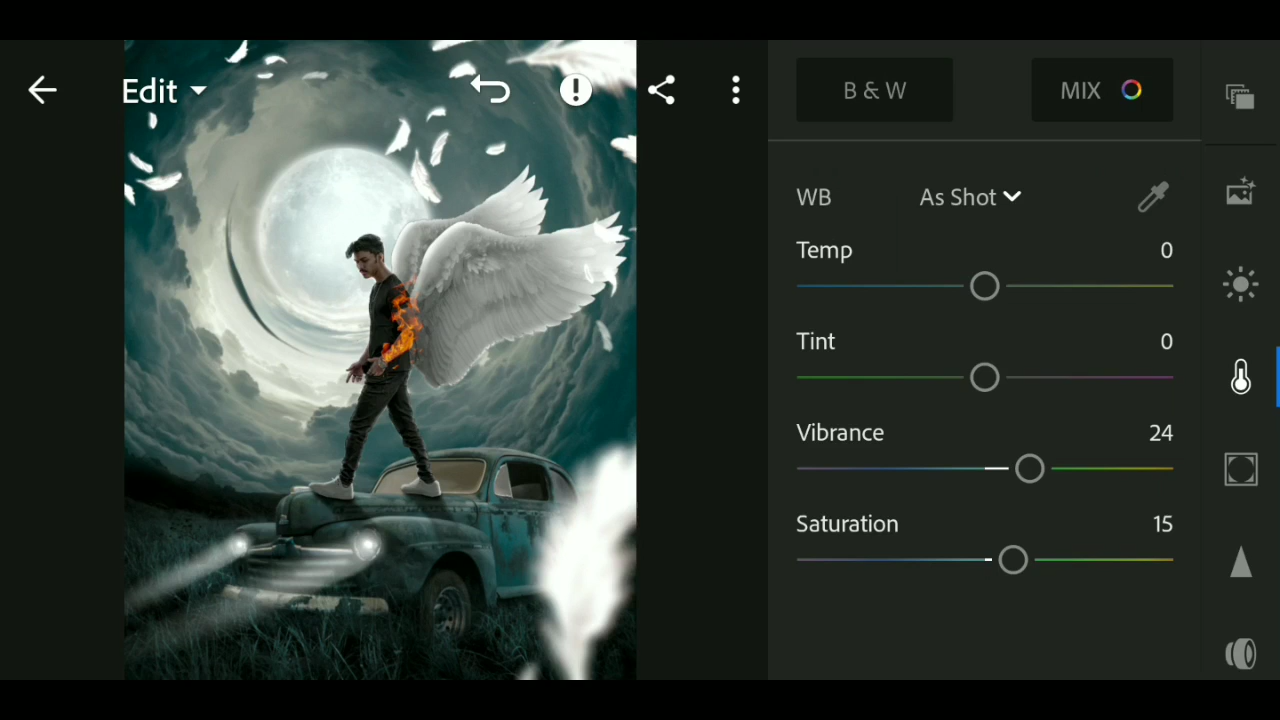 Edit
B & W
MIX
WB
As Shot
Temp
0
Tint
0
Vibrance
24
Saturation
15